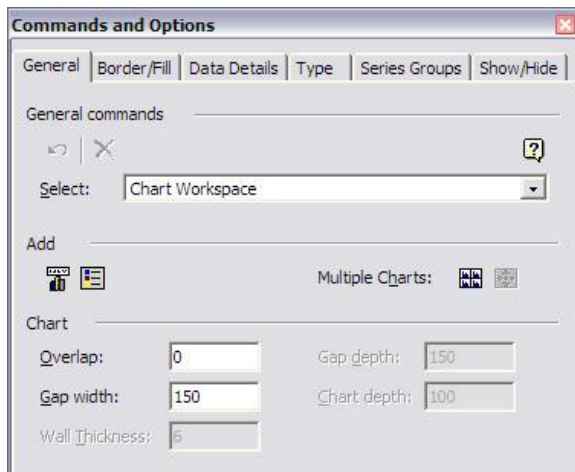 Commands and Options
General Border/Fill Data Details Type Series Groups Show/Hide
General commands
Select: Chart Workspace
Add
Multiple Charts:
Chart
Overlap: 0 Gap depth: 150
Gap width: 150 Chart depth: 100
Wall Thickness: 6